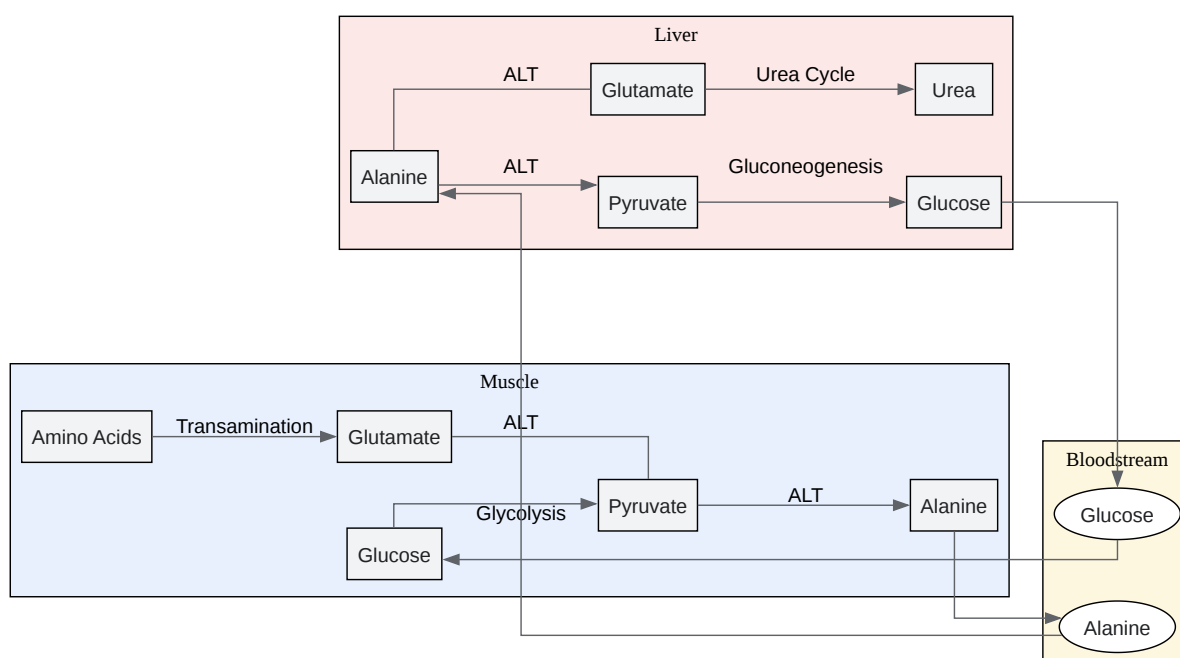 Liver
ALT
Glutamate
Urea Cycle
Urea
Alanine
ALT
Pyruvate
Gluconeogenesis
Glucose
Muscle
Amino Acids
Transamination
Glutamate
ALT
Glycolysis
Pyruvate
ALT
Alanine
Glucose
Bloodstream
Glucose
Alanine